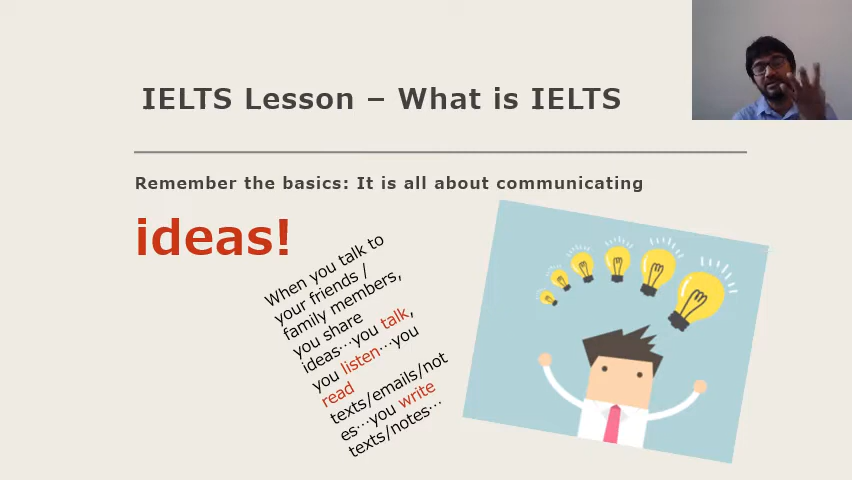 IELTS Lesson – What is IELTS
Remember the basics: It is all about communicating
ideas!
When you talk to
your friends /
family members,
you share
ideas…you talk,
you listen…you
read
texts/emails/not
es…you write
texts/notes…